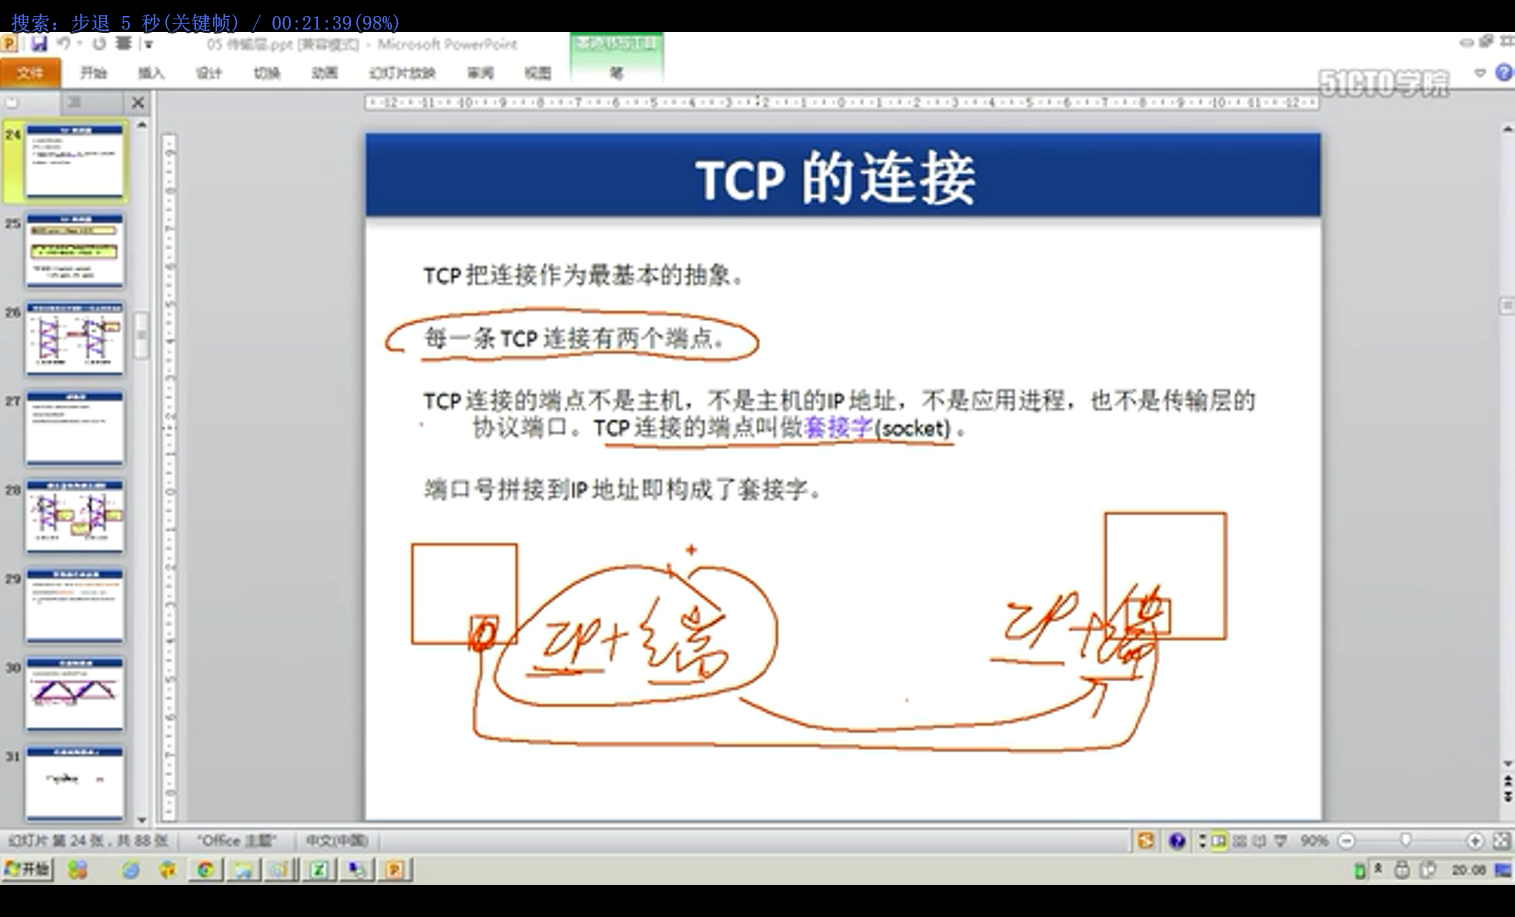 搜索: 步退 5 秒(关键帧) / 00:21:39(98%)
05 传输层.ppt [兼容模式] - Microsoft PowerPoint
文件 开始 插入 设计 切换 动画 幻灯片放映 审阅 视图 笔
51CTO学院
24
25
26
27
28
29
30
31
TCP 的连接
TCP 把连接作为最基本的抽象。
每一条 TCP 连接有两个端点。
TCP 连接的端点不是主机，不是主机的IP 地址，不是应用进程，也不是传输层的
协议端口。TCP 连接的端点叫做套接字(socket) 。
端口号拼接到IP 地址即构成了套接字。
IP+端
IP+端
幻灯片 第 24 张，共 88 张 "Office 主题" 中文(中国) 90%
开始 20:08